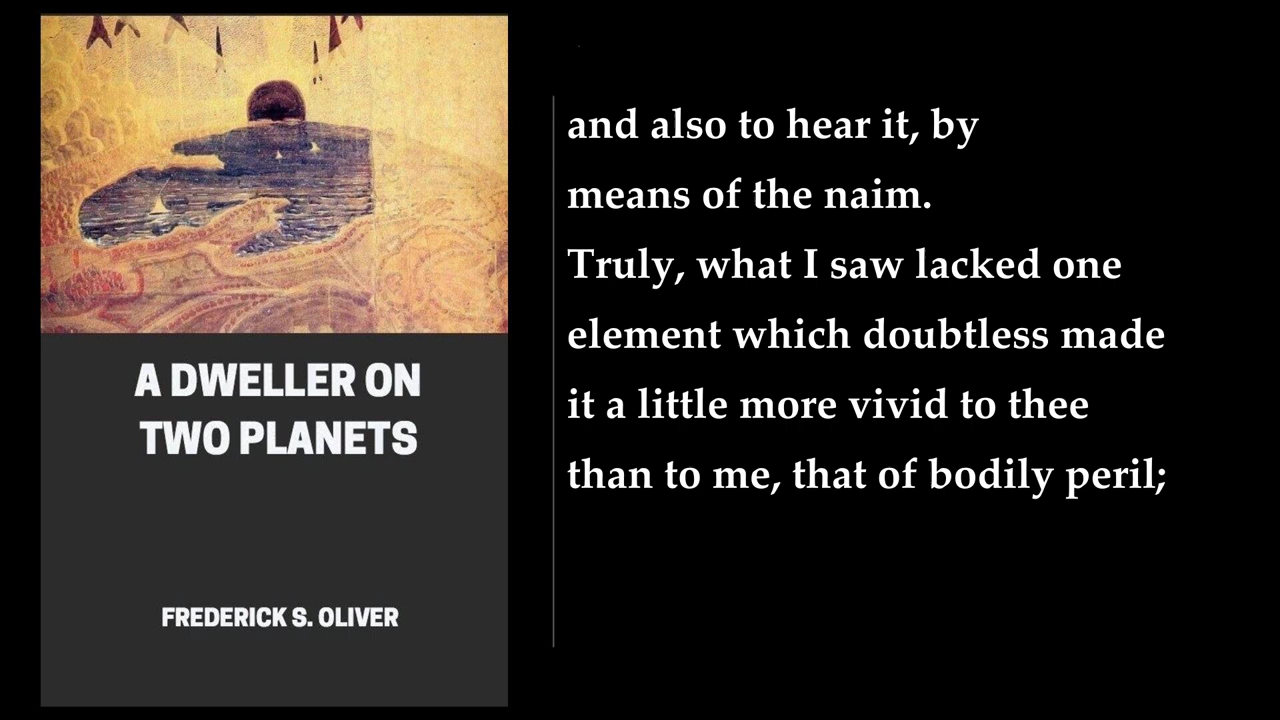 A DWELLER ON
TWO PLANETS
FREDERICK S. OLIVER
and also to hear it, by
means of the naim.
Truly, what I saw lacked one
element which doubtless made
it a little more vivid to thee
than to me, that of bodily peril;